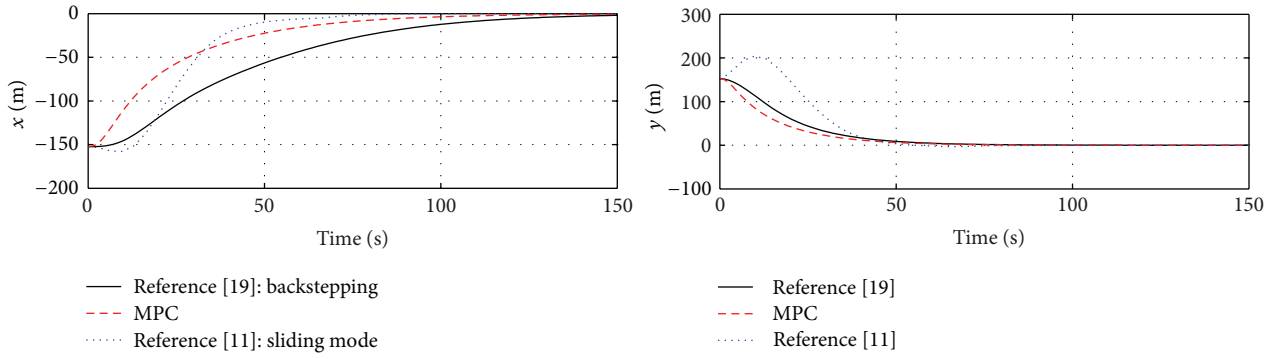 0
−50
−100
−150
−200
x (m)
0
50
100
150
Time (s)
Reference [19]: backstepping
MPC
Reference [11]: sliding mode
300
200
100
0
−100
y (m)
0
50
100
150
Time (s)
Reference [19]
MPC
Reference [11]